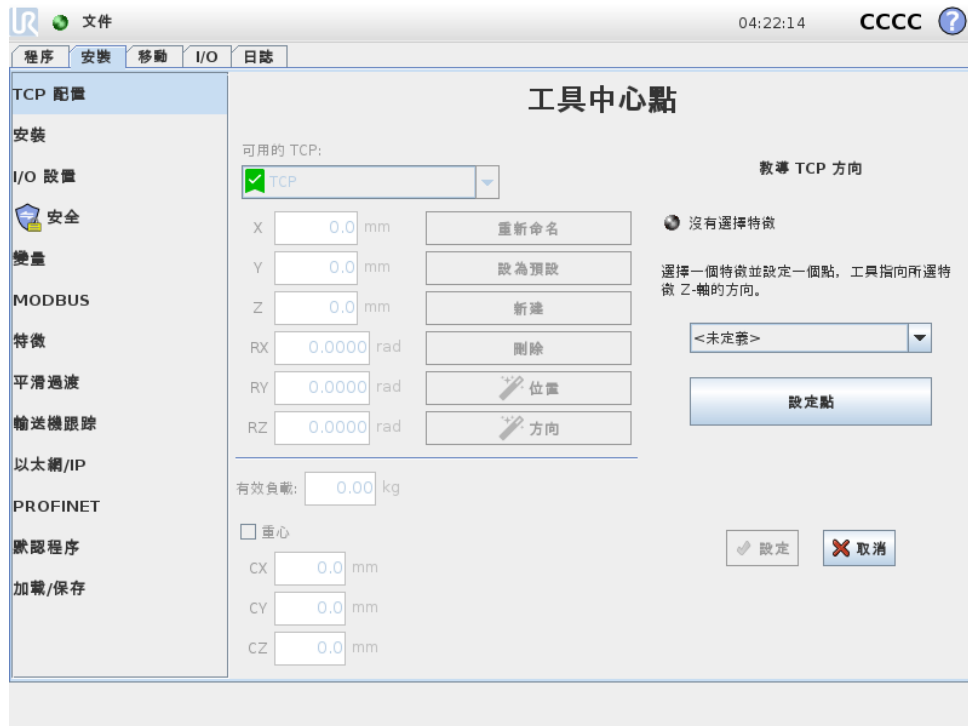 UR 文件 04:22:14 CCCC ?
程序 安裝 移動 I/O 日誌
TCP 配置
安裝
I/O 設置
安全
變量
MODBUS
特徵
平滑過渡
輸送機跟踪
以太網/IP
PROFINET
默認程序
加載/保存
工具中心點
可用的 TCP:
TCP
X 0.0 mm 重新命名
Y 0.0 mm 設為預設
Z 0.0 mm 新建
RX 0.0000 rad 刪除
RY 0.0000 rad 位置
RZ 0.0000 rad 方向
有效負載: 0.00 kg
重心
CX 0.0 mm
CY 0.0 mm
CZ 0.0 mm
教導 TCP 方向
沒有選擇特徵
選擇一個特徵並設定一個點，工具指向所選特
徵 Z-軸的方向。
<未定義>
設定點
設定 取消